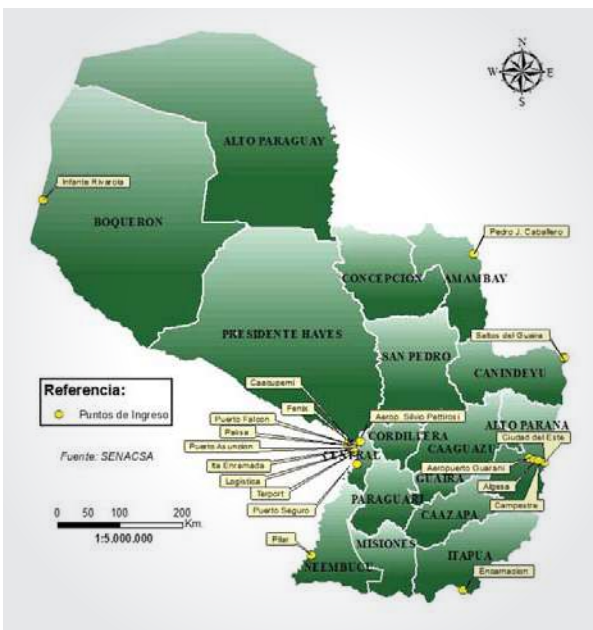 N
W E
S
ALTO PARAGUAY
Infante Rivarola
BOQUERON
Pedro J. Caballero
CONCEPCION
AMAMBAY
PRESIDENTE HAYES
SAN PEDRO
Saltos del Guaira
CANINDEYU
Caacupemi
Fenix
Puerto Falcon
Paksa
Puerto Asuncion
Ita Enramada
Logistica
Terport
Puerto Seguro
Aerop. Silvio Pettirosi
CORDILLERA
CENTRAL
CAAGUAZU
ALTO PARANA
Ciudad del Este
Aeropuerto Guarani
GUAIRA
Algesa
Campestre
PARAGUARI
CAAZAPA
MISIONES
ITAPUA
Pilar
ÑEEMBUCU
Encarnacion
Referencia:
Puntos de Ingreso
Fuente: SENACSA
0 50 100 200
Km.
1:5.000.000